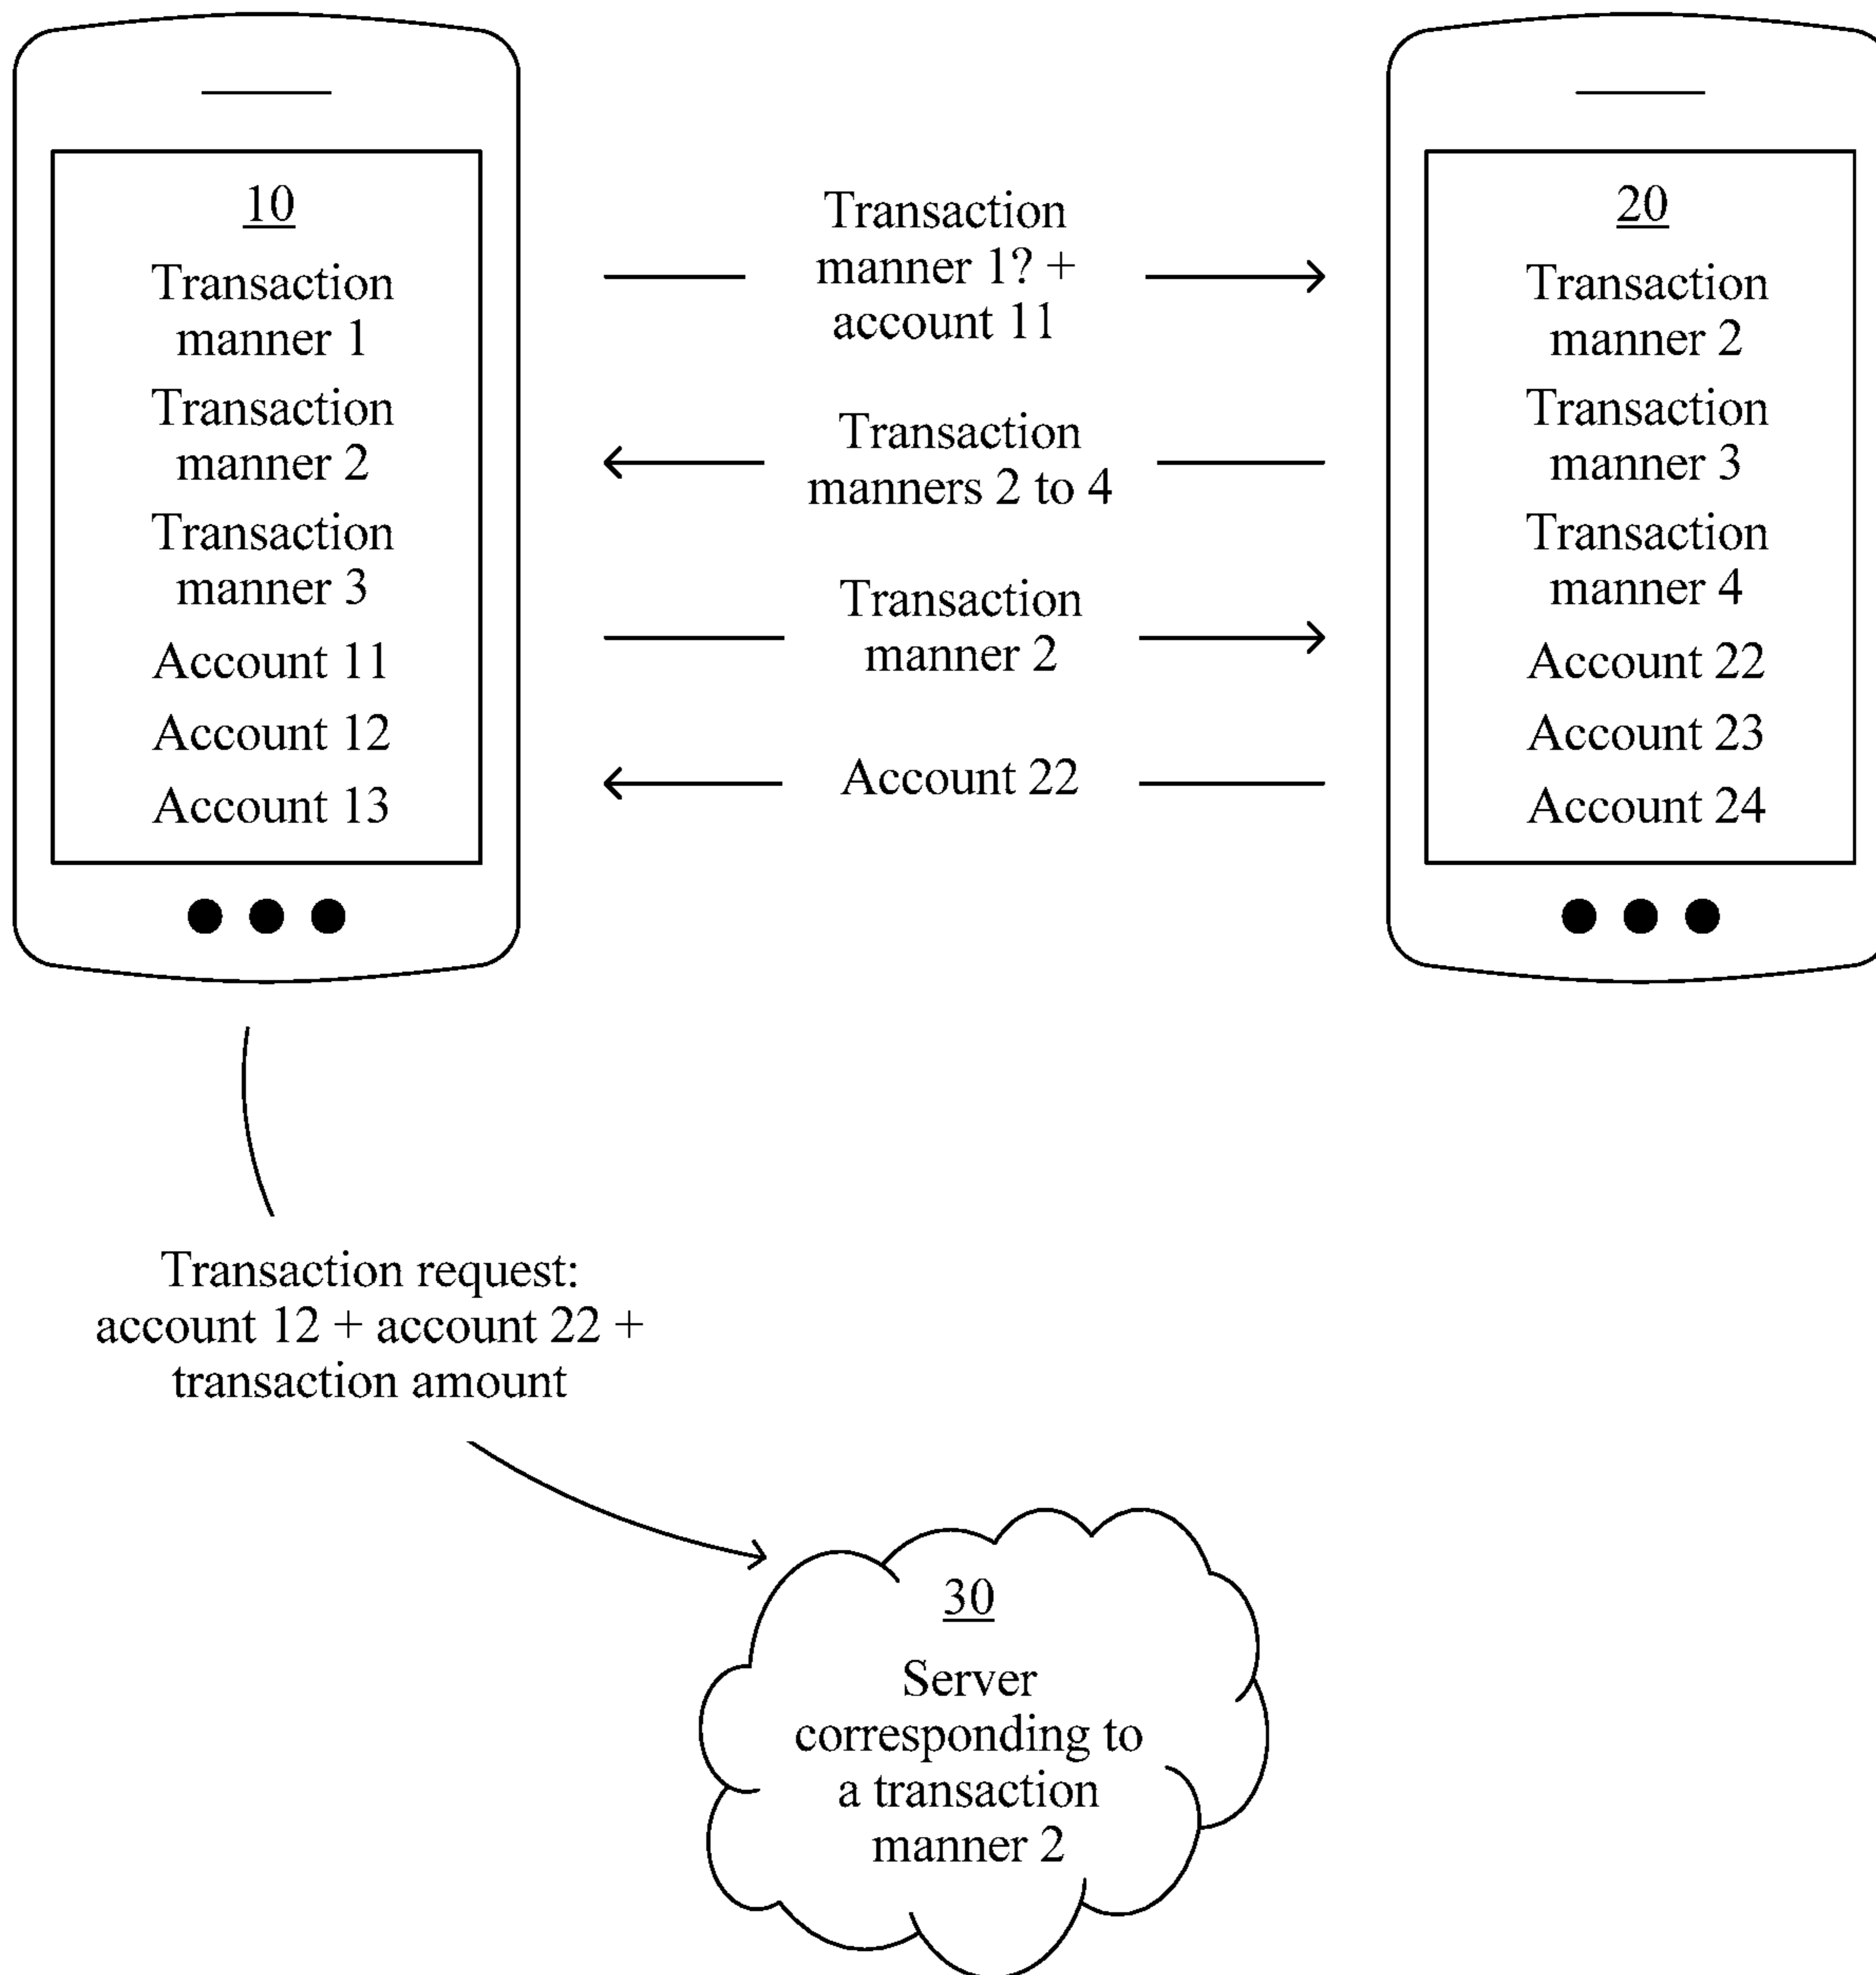 10
Transaction
manner 1
Transaction
manner 2
Transaction
manner 3
Account 11
Account 12
Account 13
Transaction
manner 1? +
account 11
Transaction
manners 2 to 4
Transaction
manner 2
Account 22
20
Transaction
manner 2
Transaction
manner 3
Transaction
manner 4
Account 22
Account 23
Account 24
Transaction request:
account 12 + account 22 +
transaction amount
30
Server
corresponding to
a transaction
manner 2